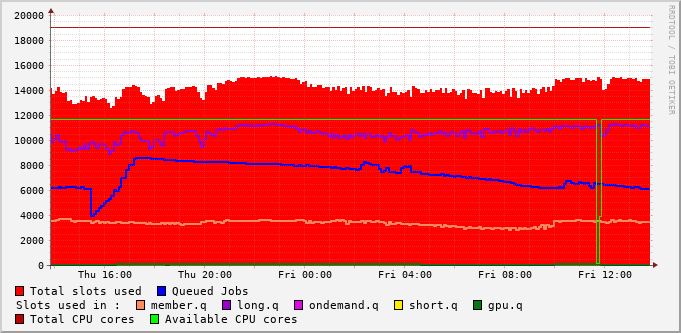 20000
18000
16000
14000
12000
10000
8000
6000
4000
2000
0
Thu 16:00 Thu 20:00 Fri 00:00 Fri 04:00 Fri 08:00 Fri 12:00
RRDTOOL / TOBI OETIKER
Total slots used Queued Jobs
Slots used in : member.q long.q ondemand.q short.q gpu.q
Total CPU cores Available CPU cores